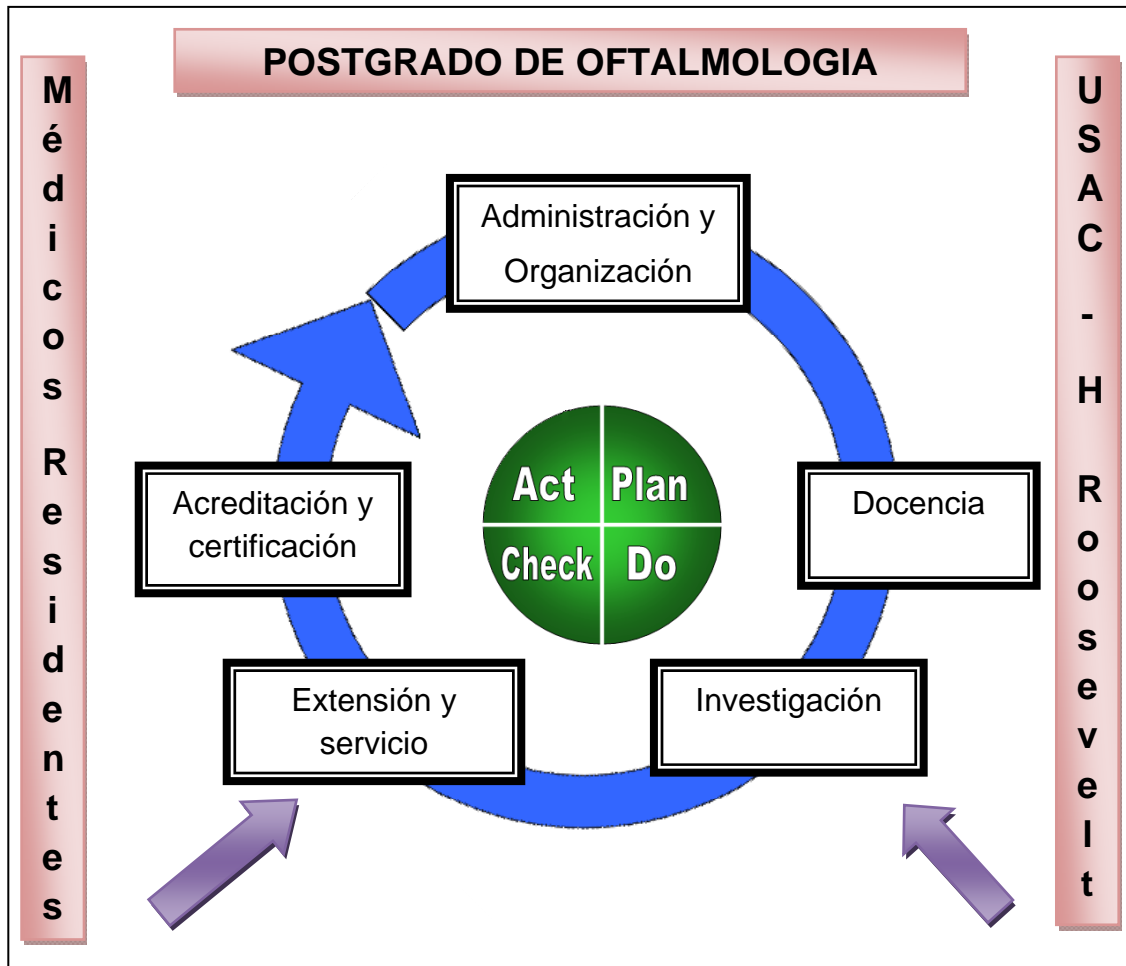 POSTGRADO DE OFTALMOLOGIA
Médicos Residentes
USAC - H Roosevelt
Administración y
Organización
Acreditación y
certificación
Act Plan
Check Do
Docencia
Extensión y
servicio
Investigación